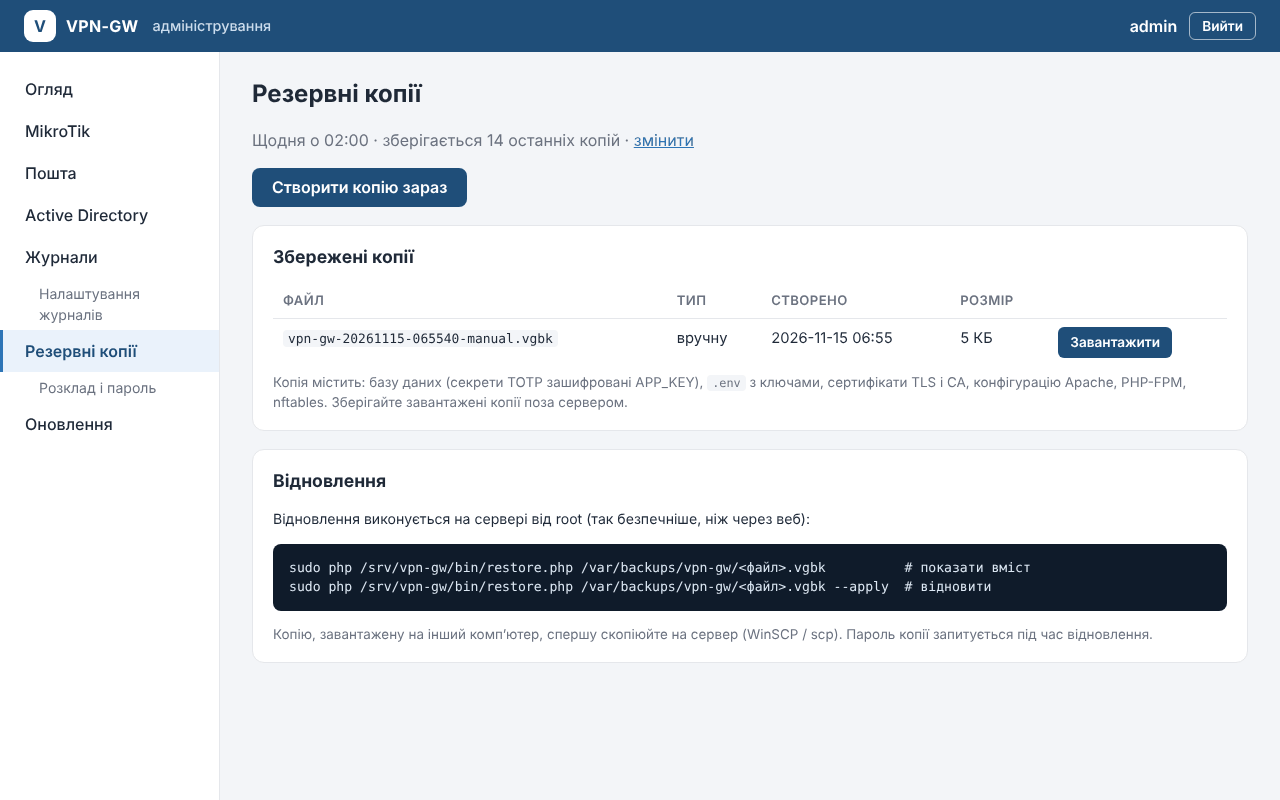 V VPN-GW адміністрування admin Вийти
Огляд
MikroTik
Пошта
Active Directory
Журнали
Налаштування
журналів
Резервні копії
Розклад і пароль
Оновлення
Резервні копії
Щодня о 02:00 · зберігається 14 останніх копій · змінити
Створити копію зараз
Збережені копії
ФАЙЛ ТИП СТВОРЕНО РОЗМІР
vpn-gw-20261115-065540-manual.vgbk вручну 2026-11-15 06:55 5 КБ Завантажити
Копія містить: базу даних (секрети TOTP зашифровані APP_KEY), .env з ключами, сертифікати TLS і CA, конфігурацію Apache, PHP-FPM,
nftables. Зберігайте завантажені копії поза сервером.
Відновлення
Відновлення виконується на сервері від root (так безпечніше, ніж через веб):
sudo php /srv/vpn-gw/bin/restore.php /var/backups/vpn-gw/<файл>.vgbk # показати вміст
sudo php /srv/vpn-gw/bin/restore.php /var/backups/vpn-gw/<файл>.vgbk --apply # відновити
Копію, завантажену на інший комп’ютер, спершу скопіюйте на сервер (WinSCP / scp). Пароль копії запитується під час відновлення.